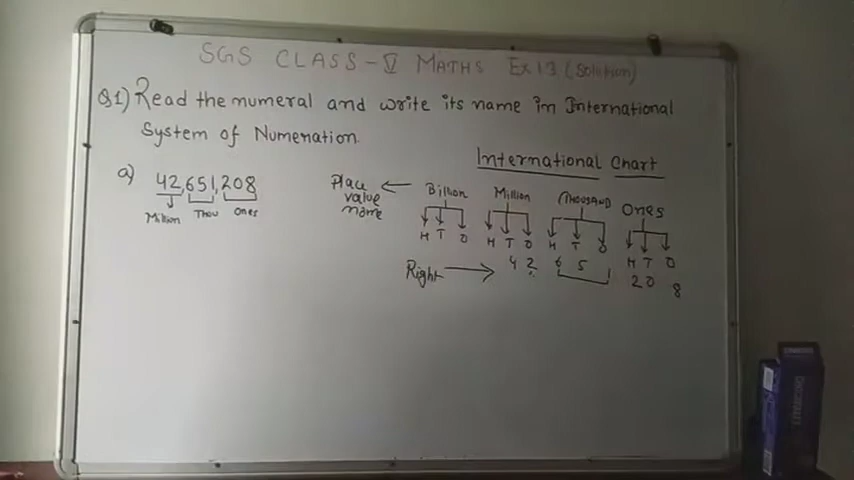 SGS CLASS-V MATHS Ex 13 (Solution)
Q1) Read the numeral and write its name in International
System of Numeration.
International Chart
a) 42,651,208
Million Thou Ones
Place value name
Billion Million THOUSAND Ones
H T O H T O H T O H T O
Right 4 2 6 5 1 2 0 8